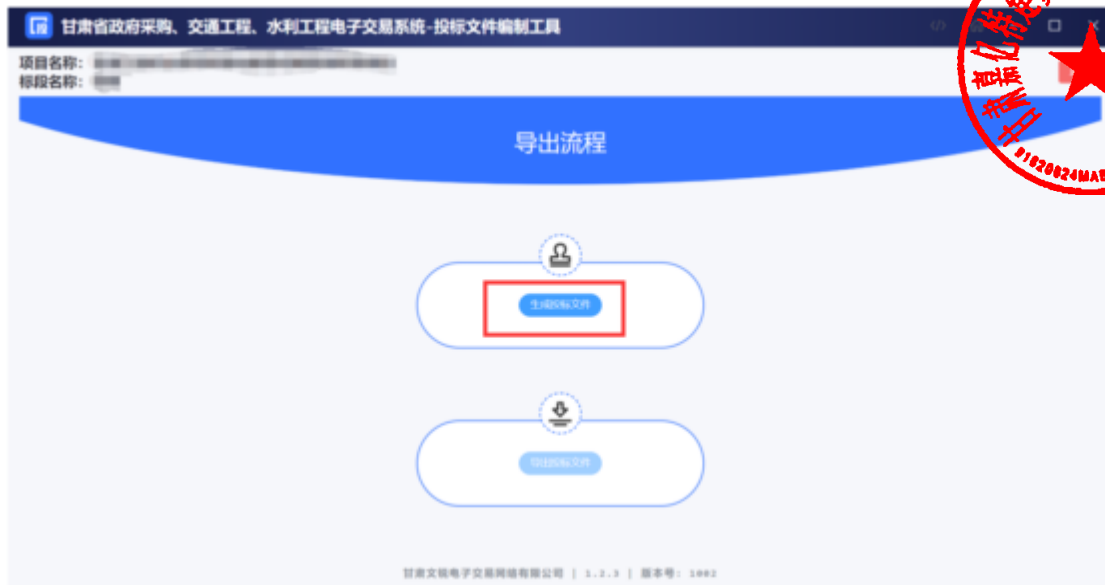 甘肃省政府采购、交通工程、水利工程电子交易系统-投标文件编制工具
项目名称:
标段名称:
导出流程
生成投标文件
导出投标文件
甘肃文锐电子交易网络有限公司 | 1.2.3 | 版本号: 1002